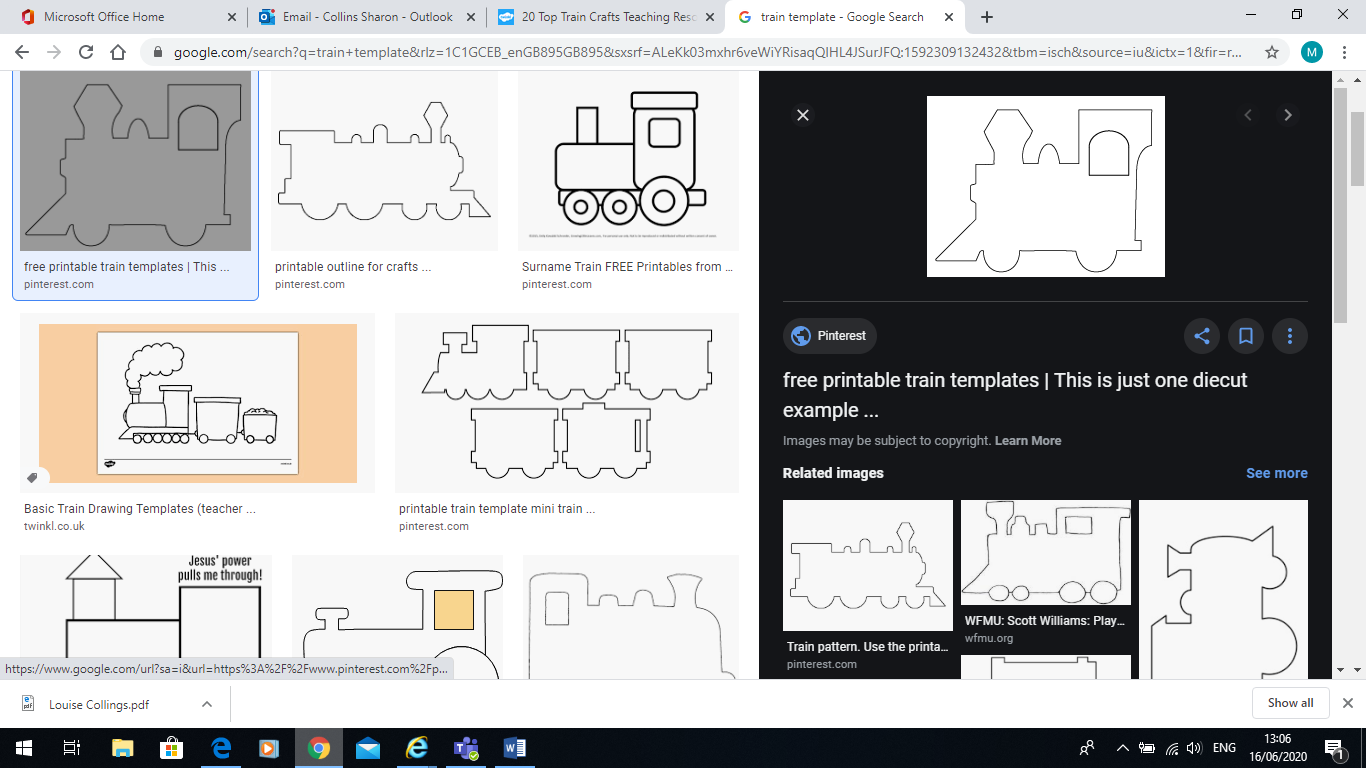 Microsoft Office Home
Email - Collins Sharon - Outlook
20 Top Train Crafts Teaching Reso
train template - Google Search
google.com/search?q=train+template&rlz=1C1GCEB_enGB895GB895&sxsrf=ALeKk03mxhr6veWiYRisaqQIHL4JSurJFQ:1592309132432&tbm=isch&source=iu&ictx=1&fir=r...
M
free printable train templates | This ...
pinterest.com
printable outline for crafts ...
pinterest.com
Surname Train FREE Printables from ...
pinterest.com
Basic Train Drawing Templates (teacher ...
twinkl.co.uk
printable train template mini train ...
pinterest.com
Jesus' power
pulls me through!
Pinterest
free printable train templates | This is just one diecut
example ...
Images may be subject to copyright. Learn More
Related images
See more
Train pattern. Use the printa...
pinterest.com
WFMU: Scott Williams: Play...
wfmu.org
https://www.google.com/url?sa=i&url=https%3A%2F%2Fwww.pinterest.com%2Fp...
Louise Collings.pdf
Show all
ENG
13:06
16/06/2020
1